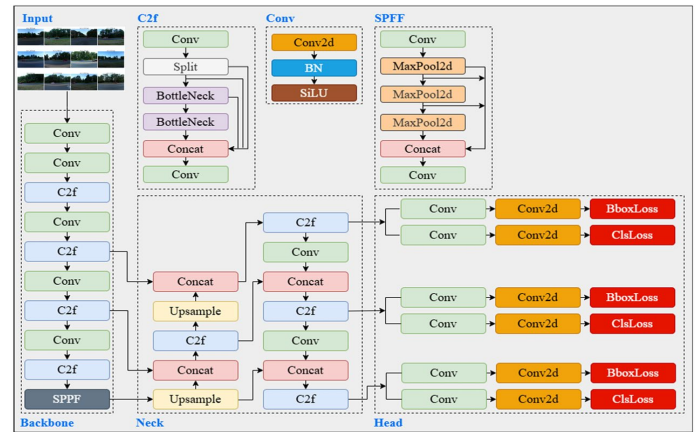 Input
C2f
Conv
SPFF
Conv
Split
BottleNeck
BottleNeck
Concat
Conv
Conv2d
BN
SiLU
Conv
MaxPool2d
MaxPool2d
MaxPool2d
Concat
Conv
Conv
Conv
C2f
Conv
C2f
Conv
C2f
Conv
C2f
SPPF
Backbone
Concat
Upsample
C2f
Concat
Upsample
C2f
Conv
Concat
C2f
Conv
Concat
C2f
Neck
Conv Conv2d BboxLoss
Conv Conv2d ClsLoss
Conv Conv2d BboxLoss
Conv Conv2d ClsLoss
Conv Conv2d BboxLoss
Conv Conv2d ClsLoss
Head